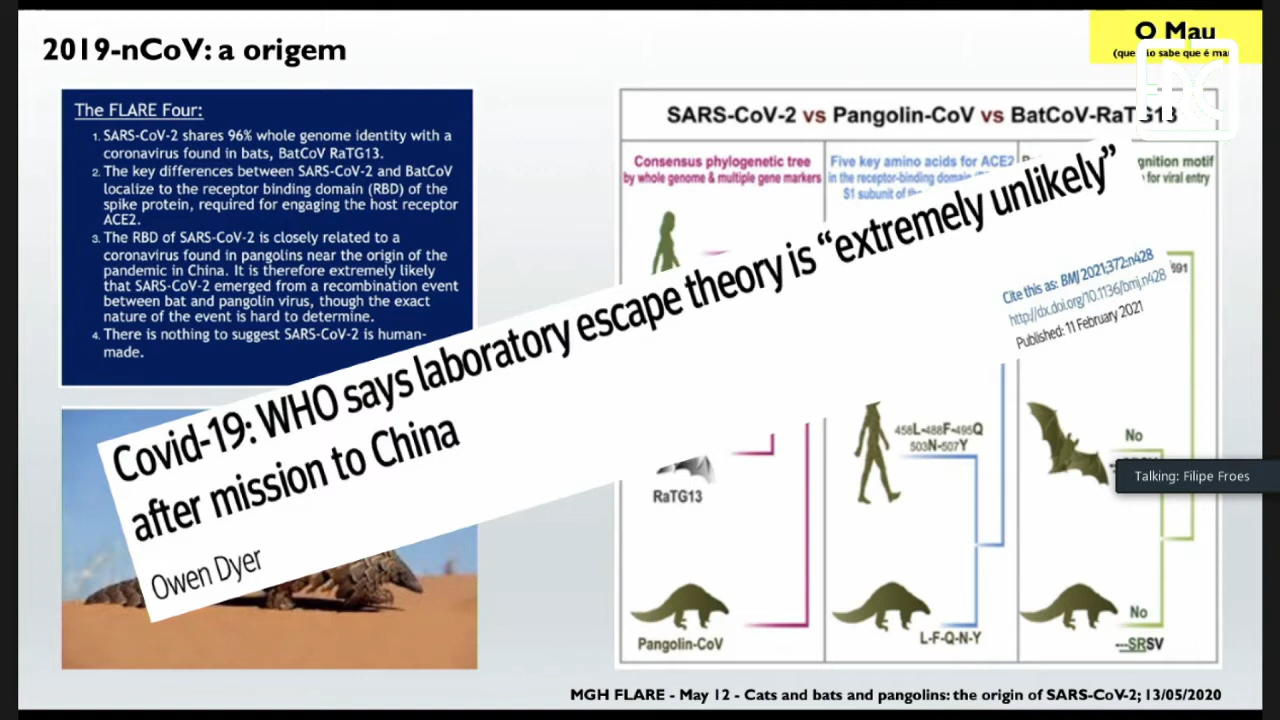 2019-nCoV: a origem
O Mau
The FLARE Four:
1. SARS-CoV-2 shares 96% whole genome identity with a
coronavirus found in bats, BatCoV RaTG13.
2. The key differences between SARS-CoV-2 and BatCoV
localize to the receptor binding domain (RBD) of the
spike protein, required for engaging the host receptor
ACE2.
3. The RBD of SARS-CoV-2 is closely related to a
coronavirus found in pangolins near the origin of the
pandemic in China. It is therefore extremely likely
that SARS-CoV-2 emerged from a recombination event
between bat and pangolin virus, though the exact
nature of the event is hard to determine.
4. There is nothing to suggest SARS-CoV-2 is human-
made.
SARS-CoV-2 vs Pangolin-CoV vs BatCoV-RaTG13
Consensus phylogenetic tree
by whole genome & multiple gene markers
Five key amino acids for ACE2
in the receptor-binding domain
S1 subunit of the
motif
for viral entry
Covid-19: WHO says laboratory escape theory is “extremely unlikely”
after mission to China
Owen Dyer
Cite this as: BMJ 2021;372:n428
http://dx.doi.org/10.1136/bmj.n428
Published: 11 February 2021
RaTG13
458L-488F-495Q
503N-507Y
No
Talking: Filipe Froes
Pangolin-CoV
L-F-Q-N-Y
No
---SRSV
MGH FLARE - May 12 - Cats and bats and pangolins: the origin of SARS-CoV-2; 13/05/2020